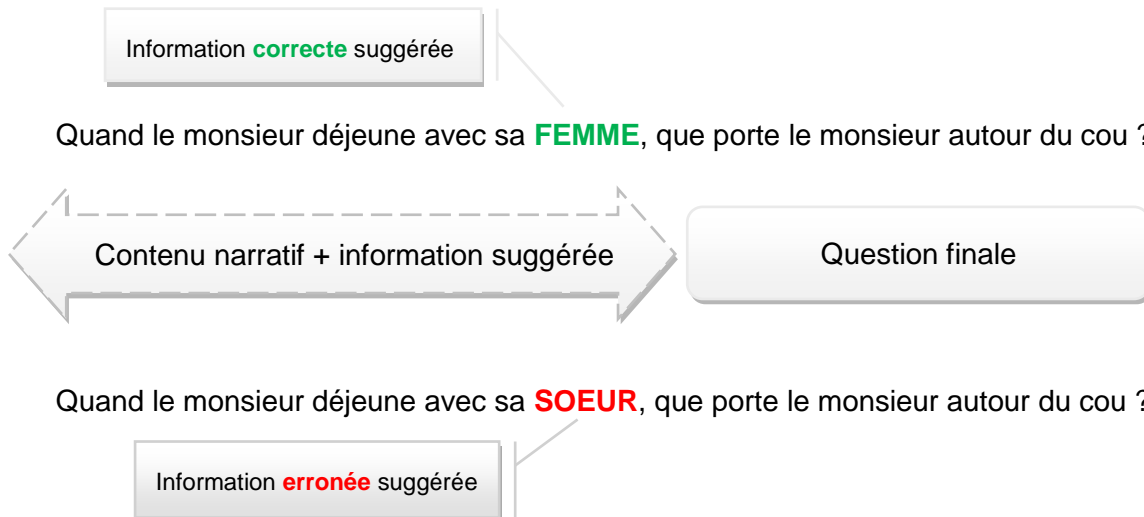 Information correcte suggérée
Quand le monsieur déjeune avec sa FEMME, que porte le monsieur autour du cou ?
Contenu narratif + information suggérée
Question finale
Quand le monsieur déjeune avec sa SOEUR, que porte le monsieur autour du cou ?
Information erronée suggérée